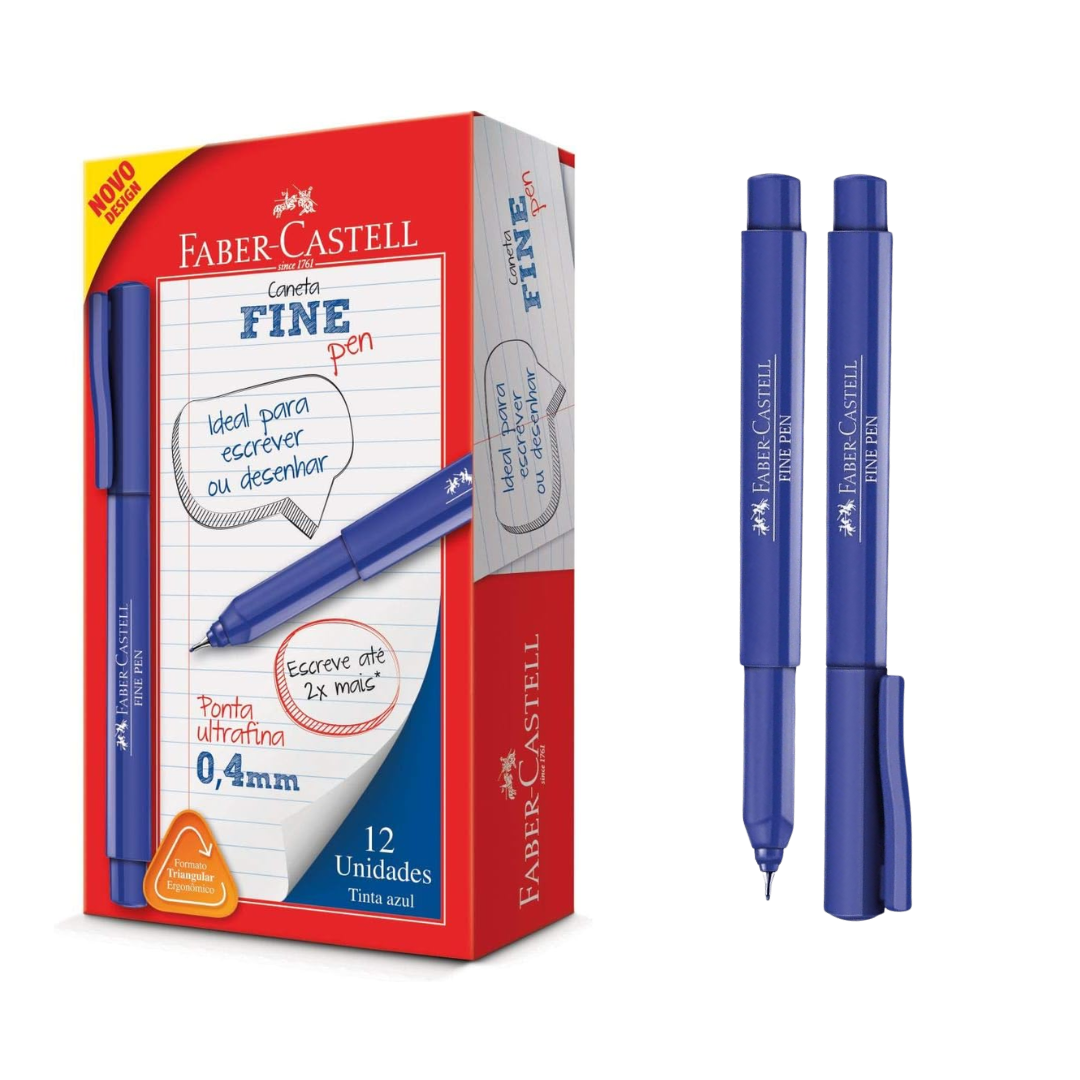 NOVO
DESIGN
FABER-CASTELL
since 1761
Caneta
FINE
pen
Ideal para
escrever
ou desenhar
Escreve até
2x mais*
Ponta
ultrafina
0,4mm
12
Unidades
Tinta azul
Formato
Triangular
Ergonômico
FABER-CASTELL
FINE PEN
Caneta
FINE
pen
Ideal para
escrever
ou desenhar
FABER-CASTELL
since 1761
FABER-CASTELL
FINE PEN
FABER-CASTELL
FINE PEN